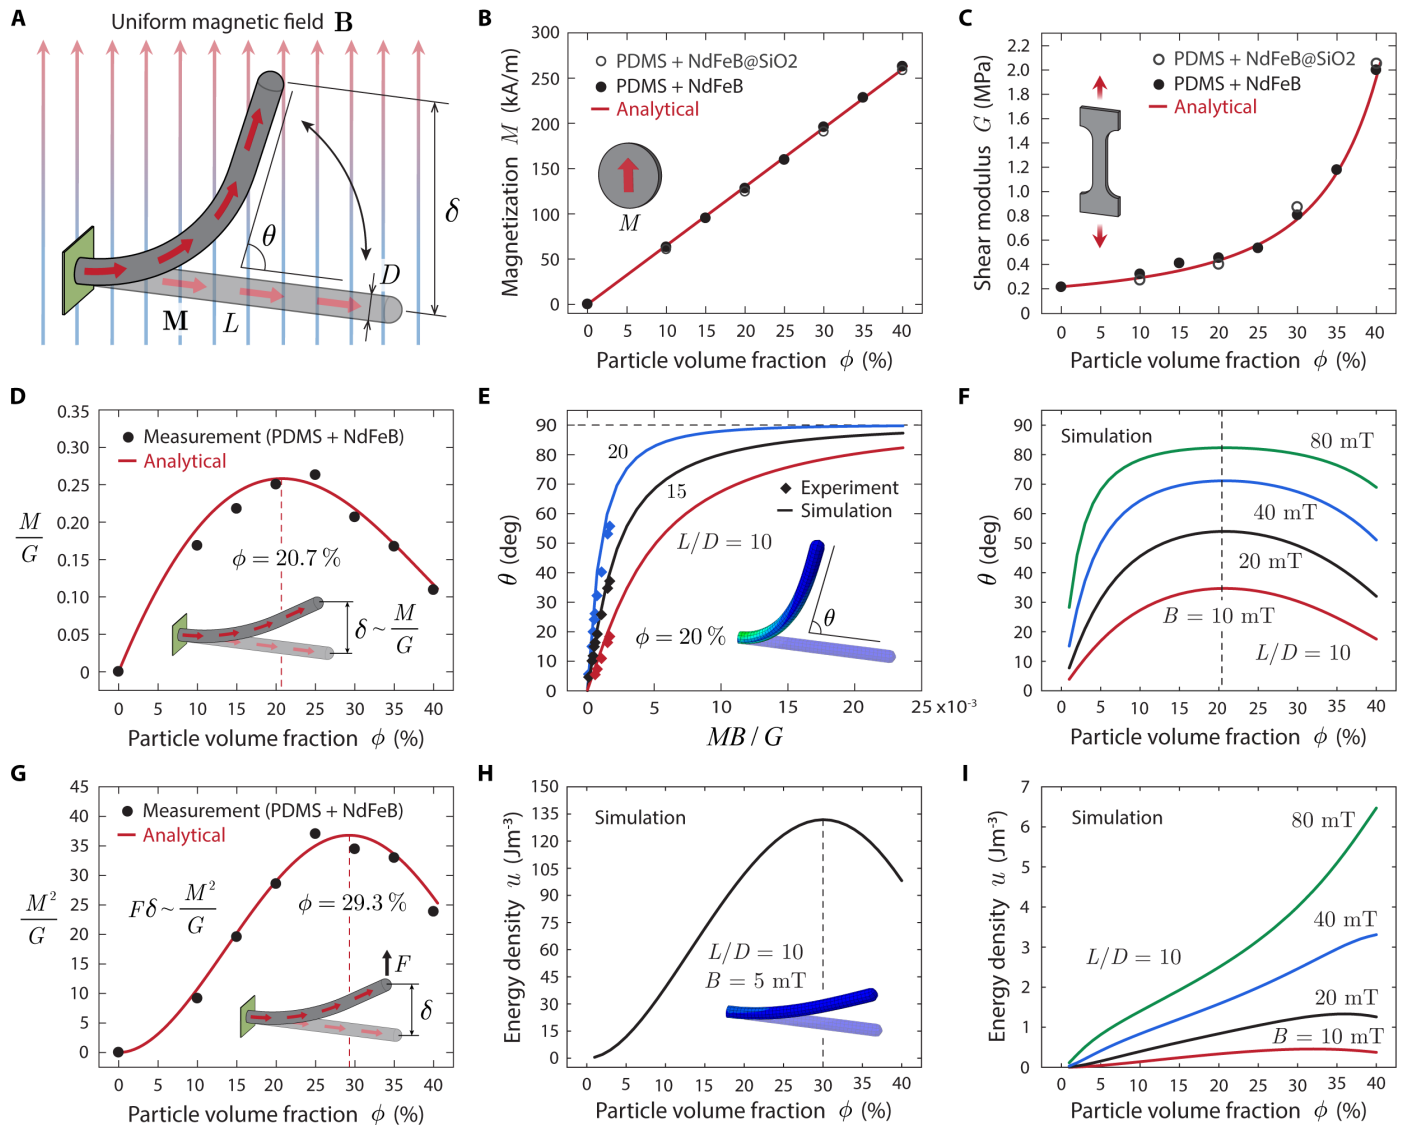 A
Uniform magnetic field B
δ
θ
D
M
L
B
300
250
200
150
100
50
0
Magnetization M (kA/m)
PDMS + NdFeB@SiO2
PDMS + NdFeB
Analytical
M
0 5 10 15 20 25 30 35 40
Particle volume fraction ϕ (%)
C
2.2
2.0
1.8
1.6
1.4
1.2
1.0
0.8
0.6
0.4
0.2
Shear modulus G (MPa)
PDMS + NdFeB@SiO2
PDMS + NdFeB
Analytical
0 5 10 15 20 25 30 35 40
Particle volume fraction ϕ (%)
D
0.35
0.30
0.25
0.20
0.15
0.10
0.05
0
M/G
Measurement (PDMS + NdFeB)
Analytical
ϕ = 20.7 %
δ ~ M/G
0 5 10 15 20 25 30 35 40
Particle volume fraction ϕ (%)
E
90
80
70
60
50
40
30
20
10
0
θ (deg)
20
15
Experiment
Simulation
L/D = 10
θ
ϕ = 20 %
0 5 10 15 20 25 x10⁻³
MB / G
F
90
80
70
60
50
40
30
20
10
0
θ (deg)
Simulation
80 mT
40 mT
20 mT
B = 10 mT
L/D = 10
0 5 10 15 20 25 30 35 40
Particle volume fraction ϕ (%)
G
45
40
35
30
25
20
15
10
5
0
M²/G
Measurement (PDMS + NdFeB)
Analytical
Fδ ~ M²/G
ϕ = 29.3 %
F
δ
0 5 10 15 20 25 30 35 40
Particle volume fraction ϕ (%)
H
150
135
120
105
90
75
60
45
30
15
0
Energy density u (Jm⁻³)
Simulation
L/D = 10
B = 5 mT
0 5 10 15 20 25 30 35 40
Particle volume fraction ϕ (%)
I
7
6
5
4
3
2
1
0
Energy density u (Jm⁻³)
Simulation
80 mT
40 mT
L/D = 10
20 mT
B = 10 mT
0 5 10 15 20 25 30 35 40
Particle volume fraction ϕ (%)